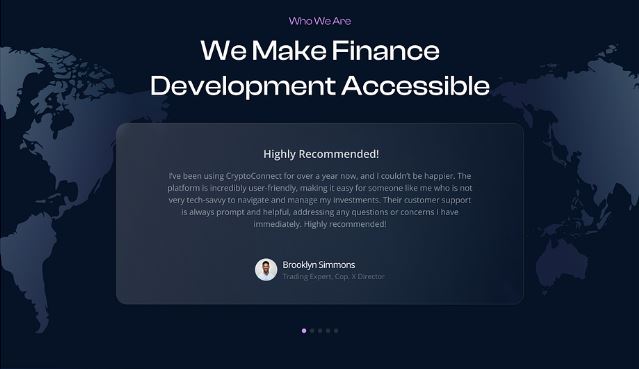 Who We Are
We Make Finance
Development Accessible
Highly Recommended!
I've been using CryptoConnect for over a year now, and I couldn't be happier. The
platform is incredibly user-friendly, making it easy for someone like me who is not
very tech-savvy to navigate and manage my investments. Their customer support
is always prompt and helpful, addressing any questions or concerns I have
immediately. Highly recommended!
Brooklyn Simmons
Trading Expert, Cop. X Director